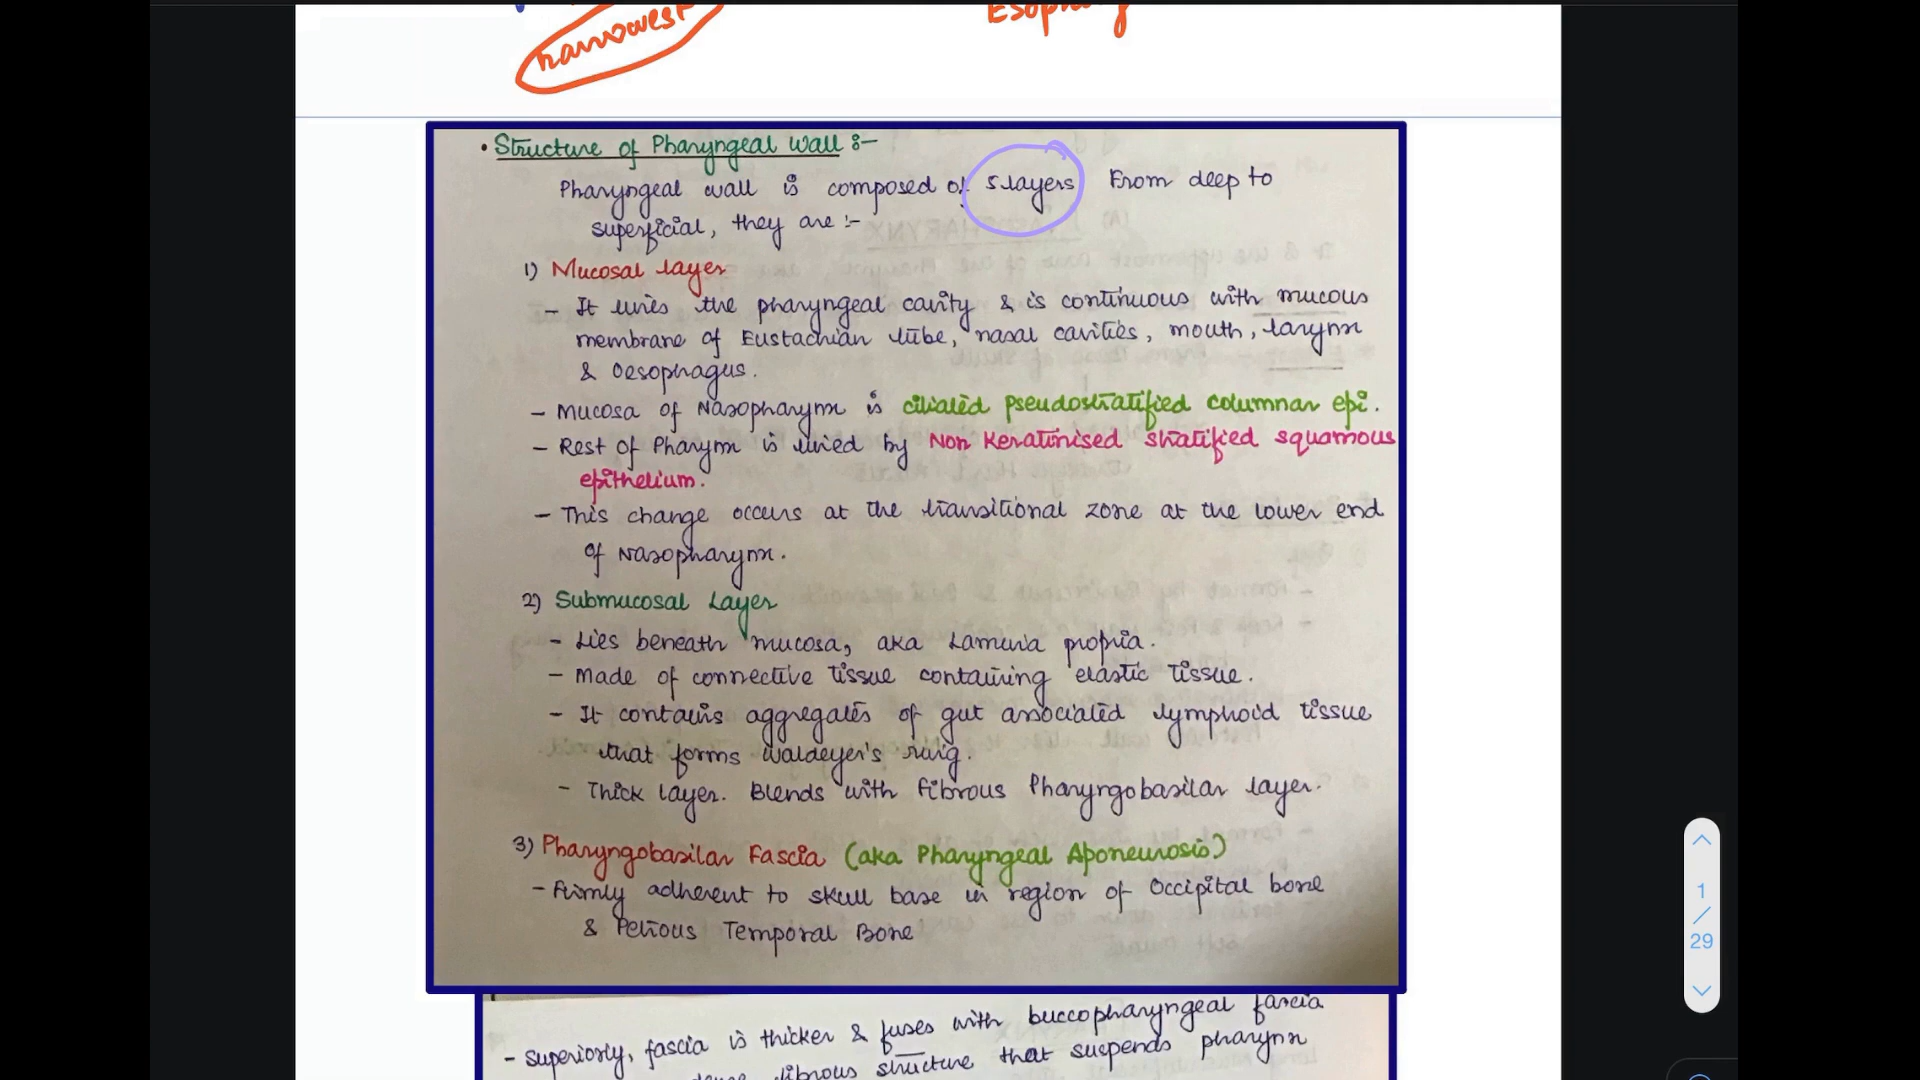 narrowest
Structure of Pharyngeal wall :-
Pharyngeal wall is composed of 5 layers From deep to
superficial, they are :-
1) Mucosal layer
- It lines the pharyngeal cavity & is continuous with mucous
membrane of Eustachian tube, nasal cavities, mouth, larynx
& oesophagus.
- Mucosa of Nasopharynx is ciliated pseudostratified columnar epi.
- Rest of Pharynx is lined by Non Keratinised stratified squamous
epithelium.
- This change occurs at the transitional zone at the lower end
of Nasopharynx.
2) Submucosal Layer
- Lies beneath mucosa, aka Lamina propria.
- Made of connective tissue containing elastic tissue.
- It contains aggregates of gut associated lymphoid tissue
that forms waldeyer's ring.
- Thick layer. Blends with fibrous Pharyngobasilar layer.
3) Pharyngobasilar Fascia (aka Pharyngeal Aponeurosis)
- firmly adherent to skull base in region of Occipital bone
& Petrous Temporal Bone
- superiorly, fascia is thicker & fuses with buccopharyngeal fascia
fibrous structure that suspends pharynx
1
/
29